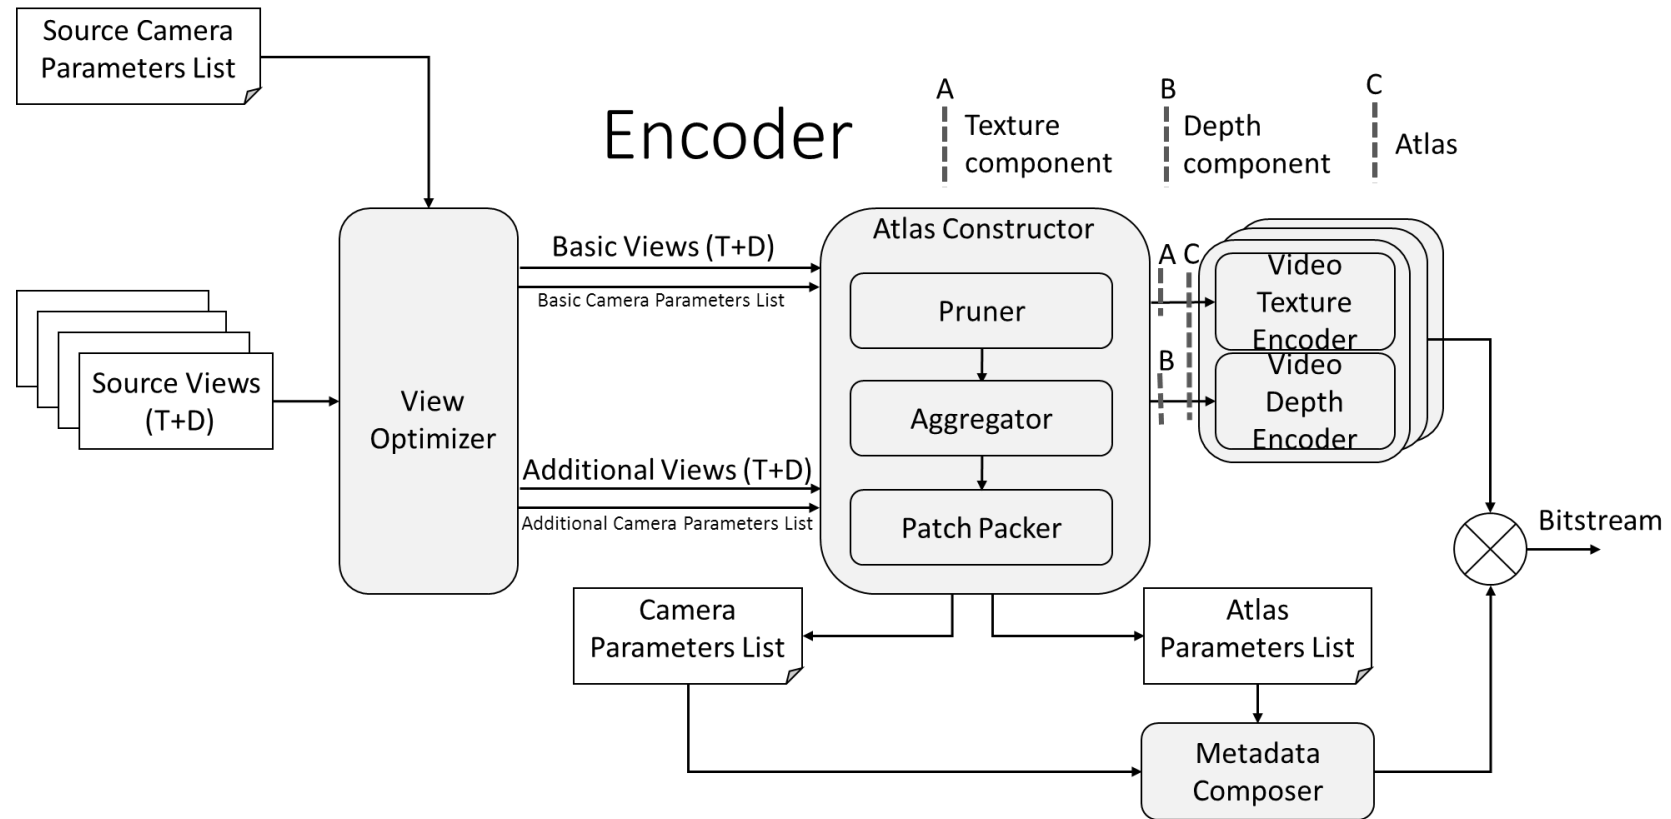 Source Camera
Parameters List
Encoder
A
Texture
component
B
Depth
component
C
Atlas
Source Views
(T+D)
View
Optimizer
Basic Views (T+D)
Basic Camera Parameters List
Additional Views (T+D)
Additional Camera Parameters List
Atlas Constructor
Pruner
Aggregator
Patch Packer
A
C
B
Video
Texture
Encoder
Video
Depth
Encoder
Bitstream
Camera
Parameters List
Atlas
Parameters List
Metadada
Composer